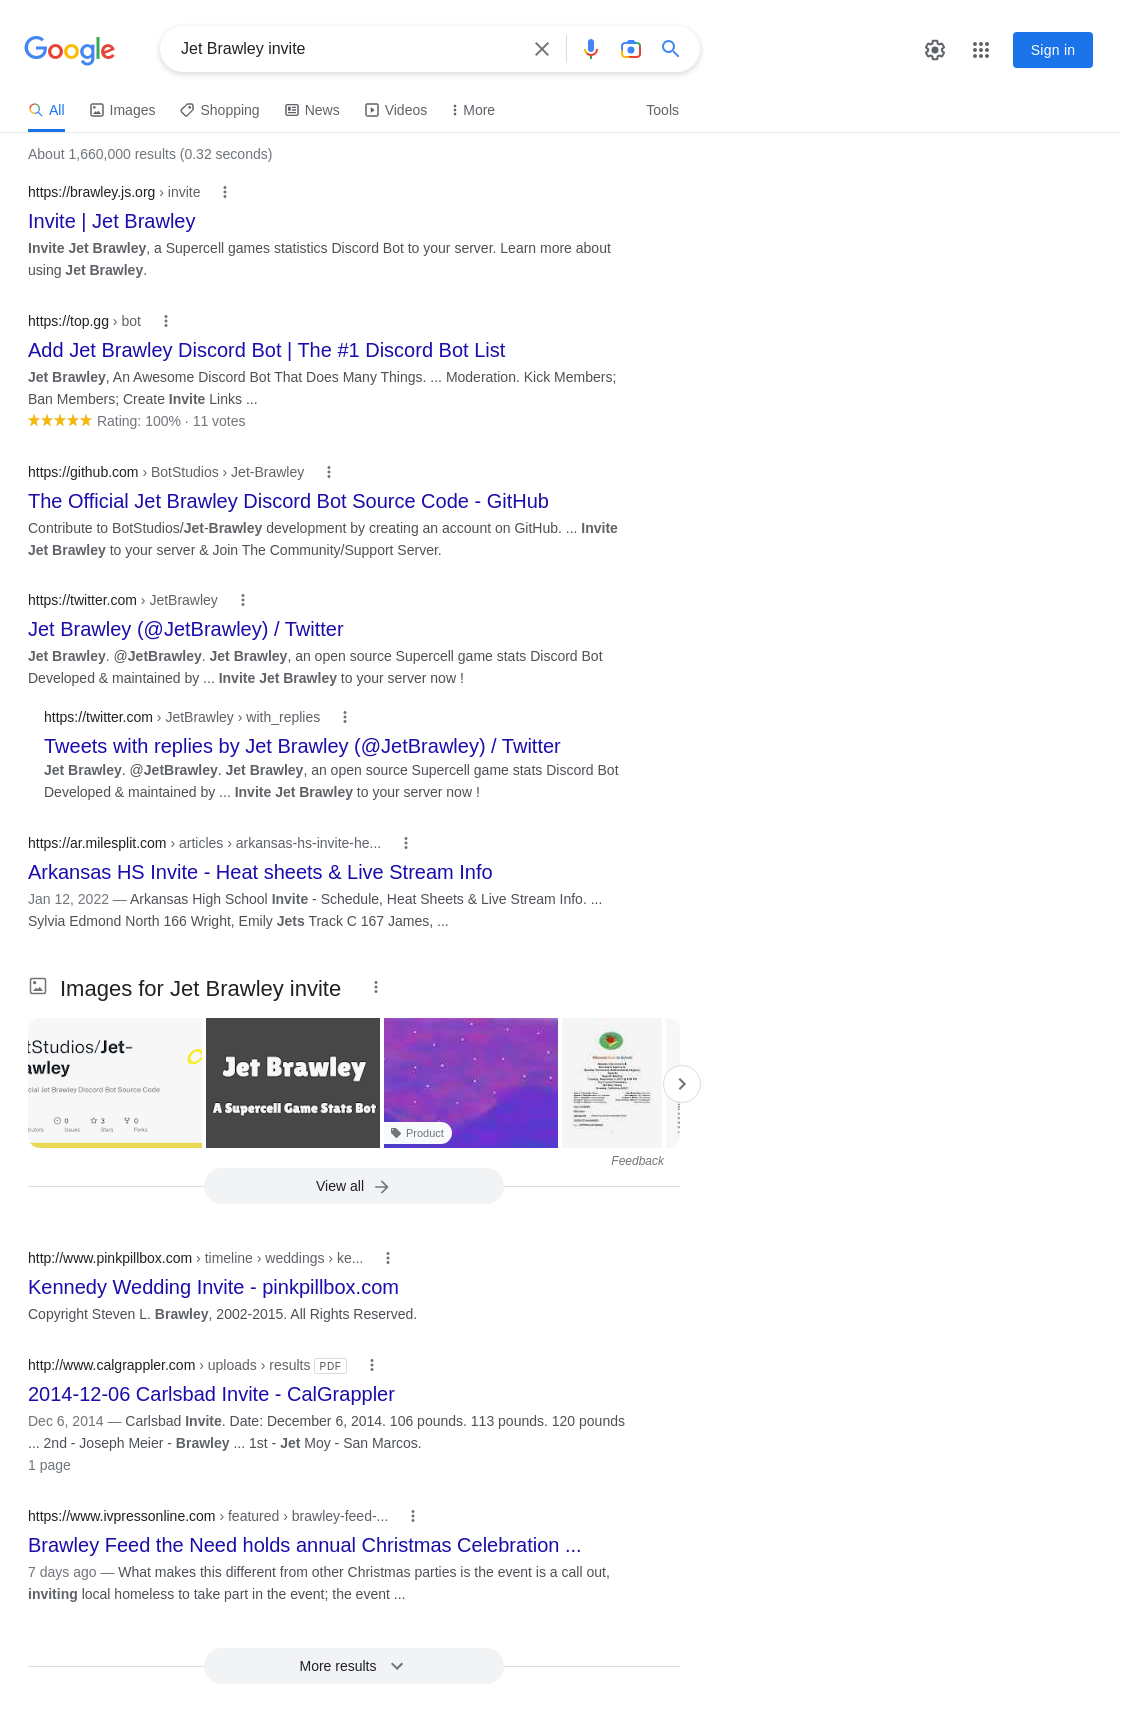 Google
Jet Brawley invite
Sign in
All
Images
Shopping
News
Videos
More
Tools
About 1,660,000 results (0.32 seconds)
https://brawley.js.org › invite
Invite | Jet Brawley
Invite Jet Brawley, a Supercell games statistics Discord Bot to your server. Learn more about
using Jet Brawley.
https://top.gg › bot
Add Jet Brawley Discord Bot | The #1 Discord Bot List
Jet Brawley, An Awesome Discord Bot That Does Many Things. ... Moderation. Kick Members;
Ban Members; Create Invite Links ...
Rating: 100% · 11 votes
https://github.com › BotStudios › Jet-Brawley
The Official Jet Brawley Discord Bot Source Code - GitHub
Contribute to BotStudios/Jet-Brawley development by creating an account on GitHub. ... Invite
Jet Brawley to your server & Join The Community/Support Server.
https://twitter.com › JetBrawley
Jet Brawley (@JetBrawley) / Twitter
Jet Brawley. @JetBrawley. Jet Brawley, an open source Supercell game stats Discord Bot
Developed & maintained by ... Invite Jet Brawley to your server now !
https://twitter.com › JetBrawley › with_replies
Tweets with replies by Jet Brawley (@JetBrawley) / Twitter
Jet Brawley. @JetBrawley. Jet Brawley, an open source Supercell game stats Discord Bot
Developed & maintained by ... Invite Jet Brawley to your server now !
https://ar.milesplit.com › articles › arkansas-hs-invite-he...
Arkansas HS Invite - Heat sheets & Live Stream Info
Jan 12, 2022 — Arkansas High School Invite - Schedule, Heat Sheets & Live Stream Info. ...
Sylvia Edmond North 166 Wright, Emily Jets Track C 167 James, ...
Images for Jet Brawley invite
tStudios/Jet-
awley
cial Jet Brawley Discord Bot Source Code
0
3
0
Issues
Stars
Forks
Jet Brawley
A Supercell Game Stats Bot
Product
Feedback
View all
http://www.pinkpillbox.com › timeline › weddings › ke...
Kennedy Wedding Invite - pinkpillbox.com
Copyright Steven L. Brawley, 2002-2015. All Rights Reserved.
http://www.calgrappler.com › uploads › results PDF
2014-12-06 Carlsbad Invite - CalGrappler
Dec 6, 2014 — Carlsbad Invite. Date: December 6, 2014. 106 pounds. 113 pounds. 120 pounds
... 2nd - Joseph Meier - Brawley ... 1st - Jet Moy - San Marcos.
1 page
https://www.ivpressonline.com › featured › brawley-feed-...
Brawley Feed the Need holds annual Christmas Celebration ...
7 days ago — What makes this different from other Christmas parties is the event is a call out,
inviting local homeless to take part in the event; the event ...
More results